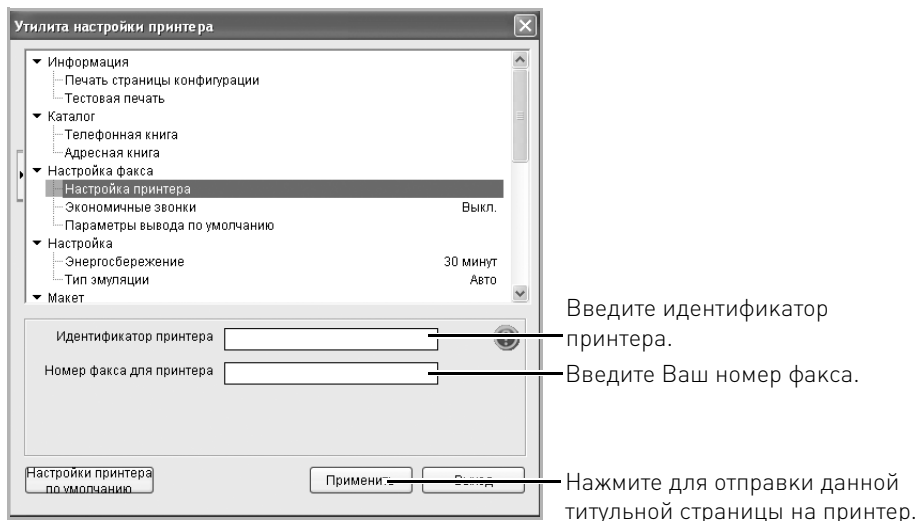 Утилита настройки принтера
Информация
Печать страницы конфигурации
Тестовая печать
Каталог
Телефонная книга
Адресная книга
Настройка факса
Настройка принтера
Экономичные звонки Выкл.
Параметры вывода по умолчанию
Настройка
Энергосбережение 30 минут
Тип эмуляции Авто
Макет
Идентификатор принтера
Номер факса для принтера
Настройки принтера
по умолчанию
Применить
Выход
Введите идентификатор
принтера.
Введите Ваш номер факса.
Нажмите для отправки данной
титульной страницы на принтер.